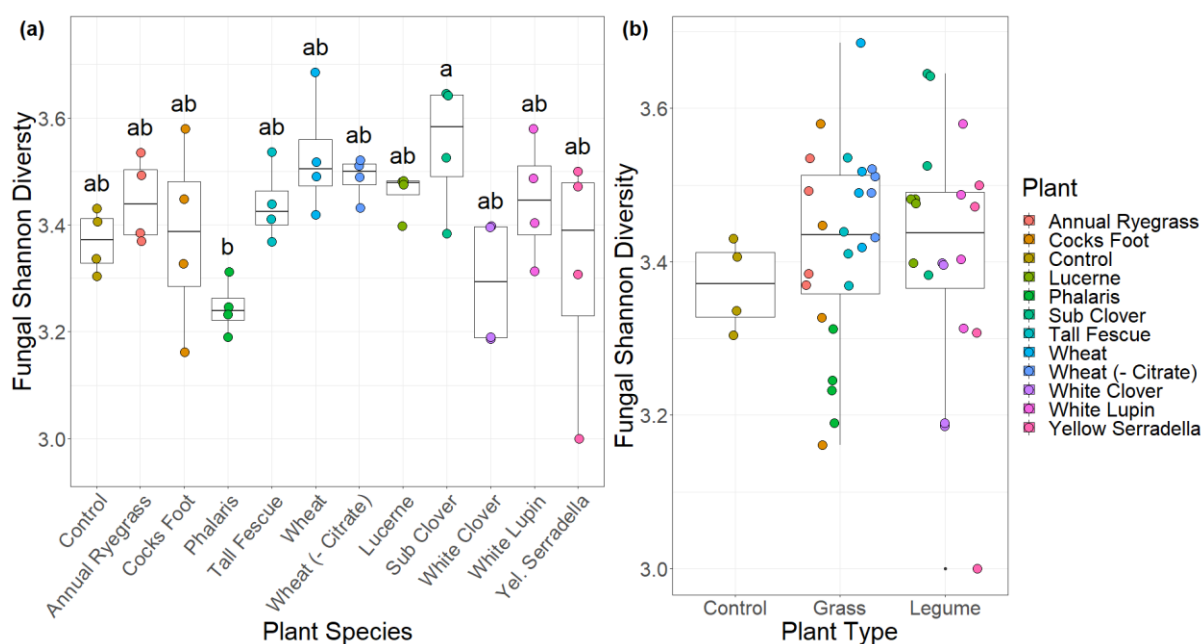 (a)
Fungal Shannon Diversty
3.6
3.4
3.2
3.0
ab
ab
ab
b
ab
ab
ab
ab
a
ab
ab
ab
Control
Annual Ryegrass
Cocks Foot
Phalaris
Tall Fescue
Wheat
Wheat (- Citrate)
Lucerne
Sub Clover
White Clover
White Lupin
Yel. Serradella
Plant Species
(b)
Fungal Shannon Diversity
3.6
3.4
3.2
3.0
Control
Grass
Legume
Plant Type
Plant
Annual Ryegrass
Cocks Foot
Control
Lucerne
Phalaris
Sub Clover
Tall Fescue
Wheat
Wheat (- Citrate)
White Clover
White Lupin
Yellow Serradella